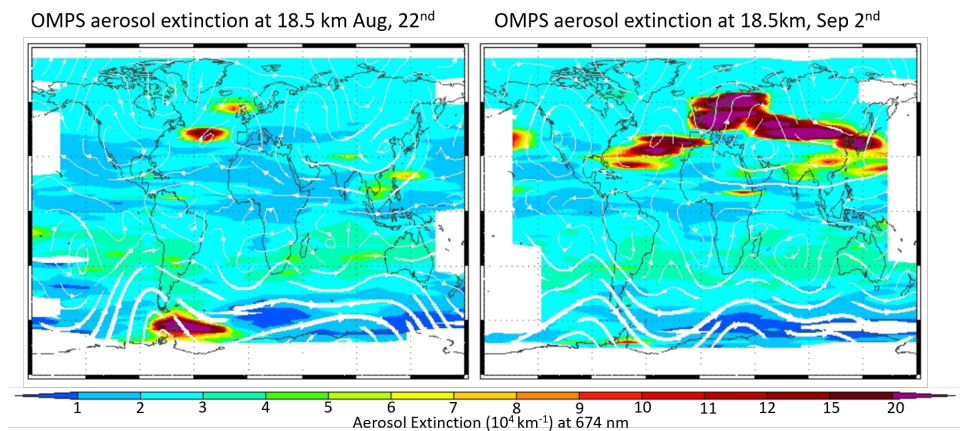 OMPS aerosol extinction at 18.5 km Aug, 22nd
OMPS aerosol extinction at 18.5km, Sep 2nd
1 2 3 4 5 6 7 8 9 10 11 12 15 20
Aerosol Extinction (10⁴ km⁻¹) at 674 nm